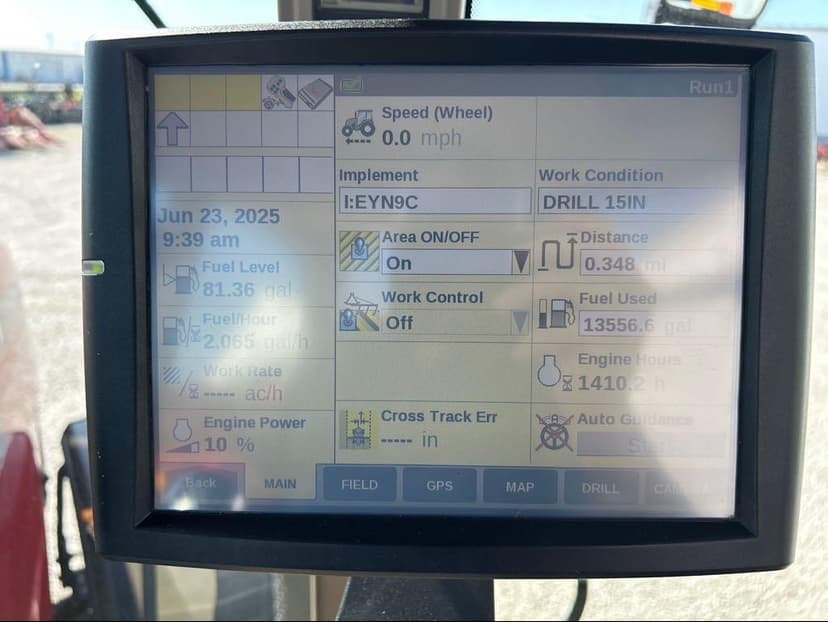 Run1
Speed (Wheel)
0.0 mph
Implement
I:EYN9C
Work Condition
DRILL 15IN
Jun 23, 2025
9:39 am
Area ON/OFF
On
Distance
0.348 mi
Fuel Level
81.36 gal
Work Control
Off
Fuel Used
13556.6 gal
Fuel/Hour
2.065 gal/h
Engine Hours
1410.2 h
Work Rate
----- ac/h
Cross Track Err
----- in
Auto Guidance
Engine Power
10 %
Back
MAIN
FIELD
GPS
MAP
DRILL